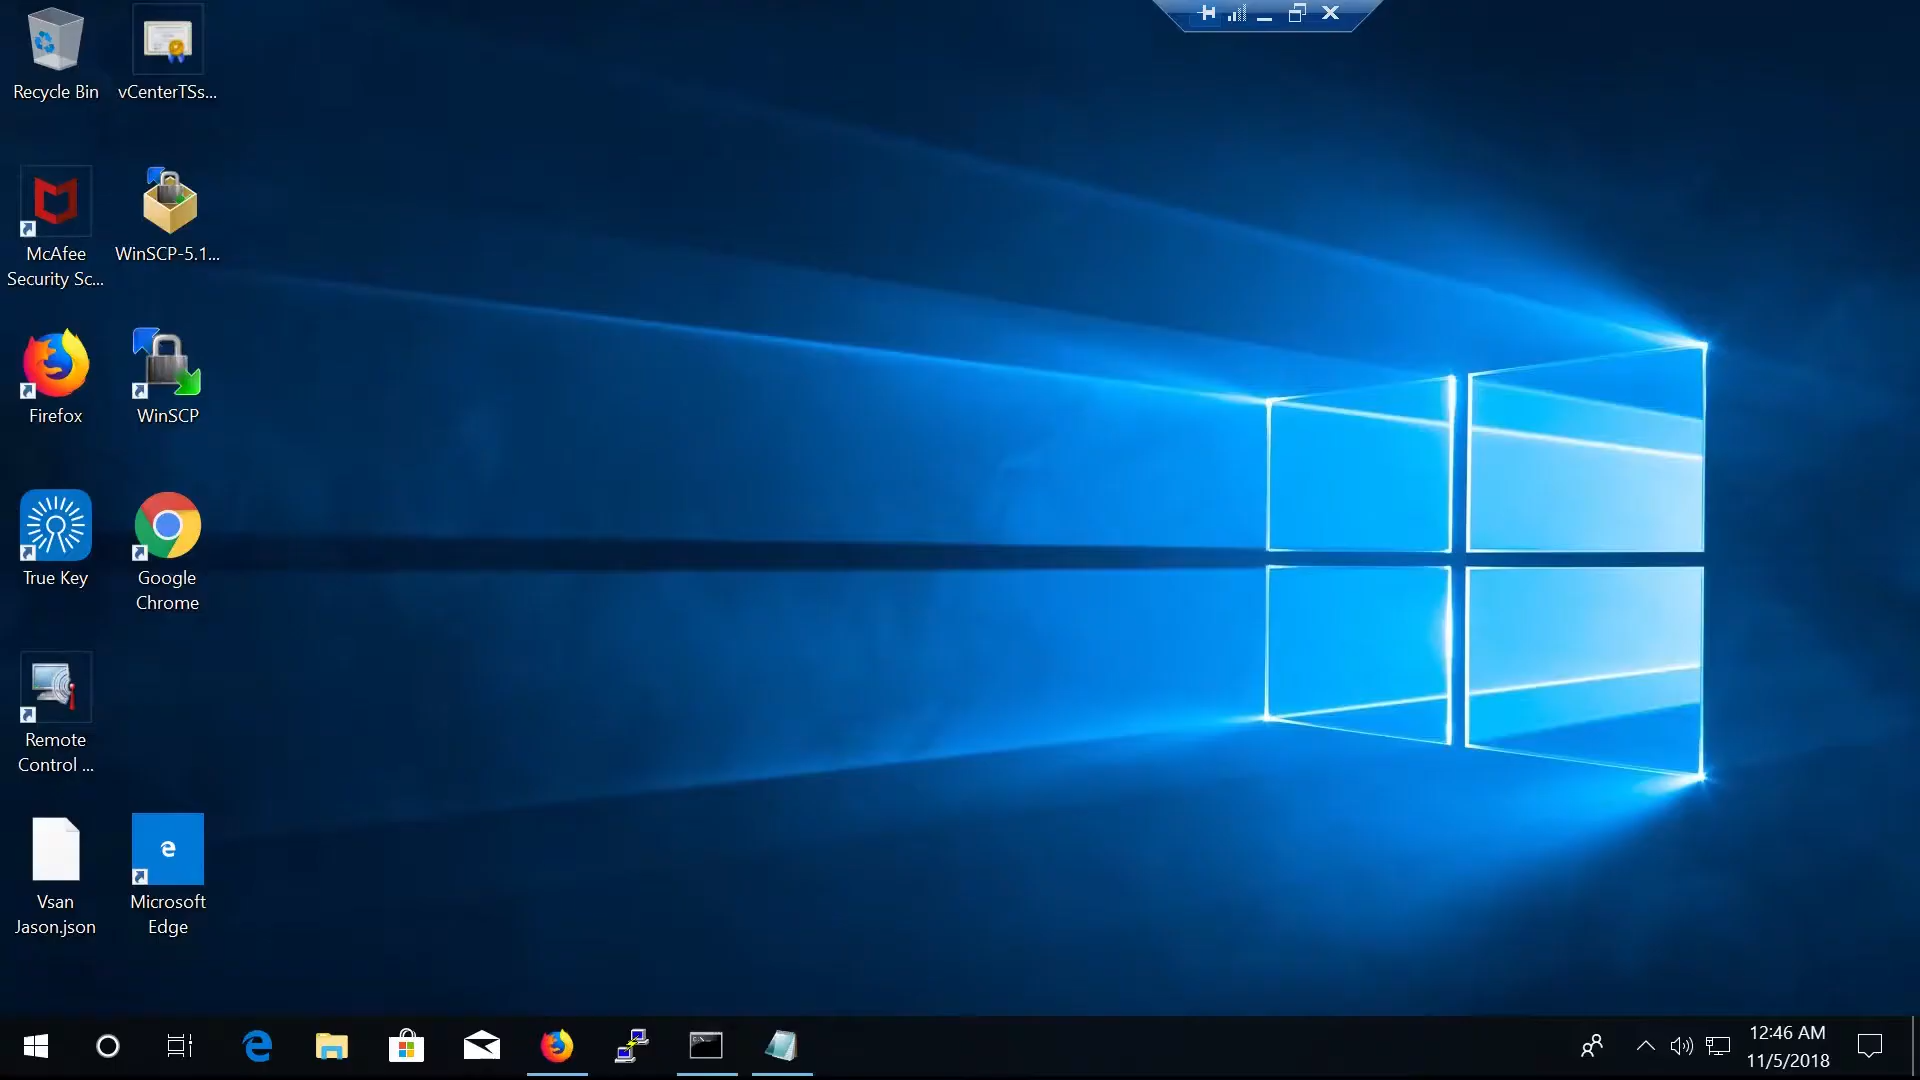 Recycle Bin
vCenterTSs...
McAfee
Security Sc...
WinSCP-5.1...
Firefox
WinSCP
True Key
Google
Chrome
Remote
Control ...
Vsan
Jason.json
Microsoft
Edge
12:46 AM
11/5/2018